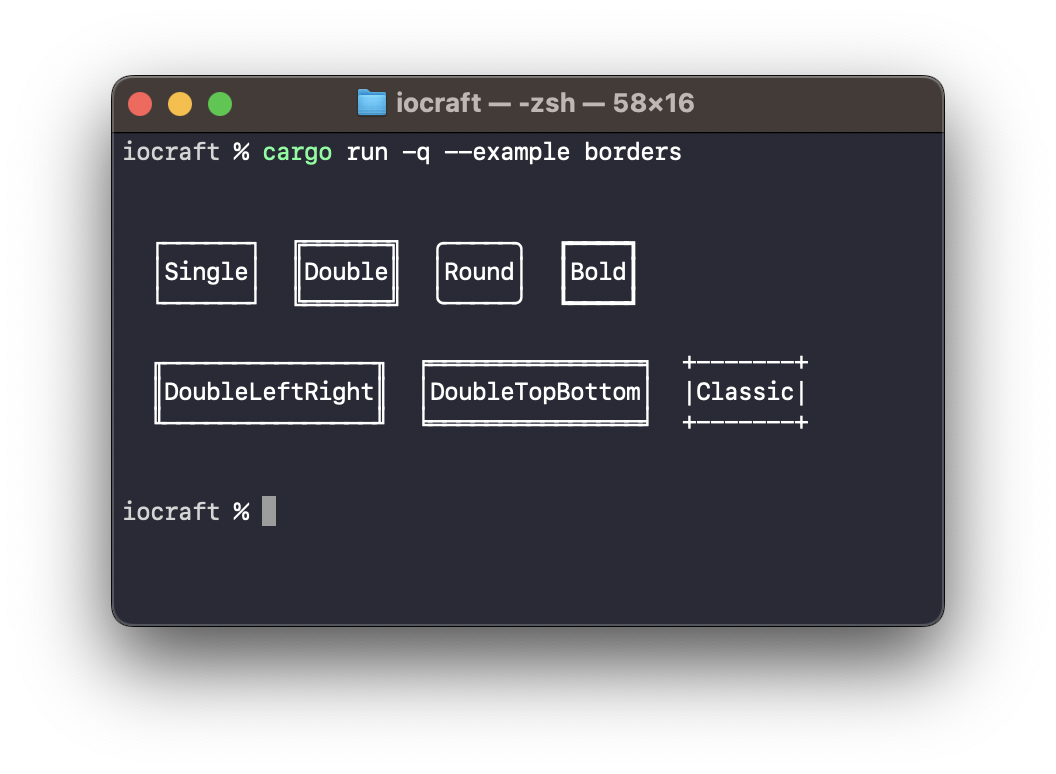 iocraft — -zsh — 58×16
iocraft % cargo run -q --example borders
Single Double Round Bold
+-------+
DoubleLeftRight DoubleTopBottom |Classic|
+-------+
iocraft %